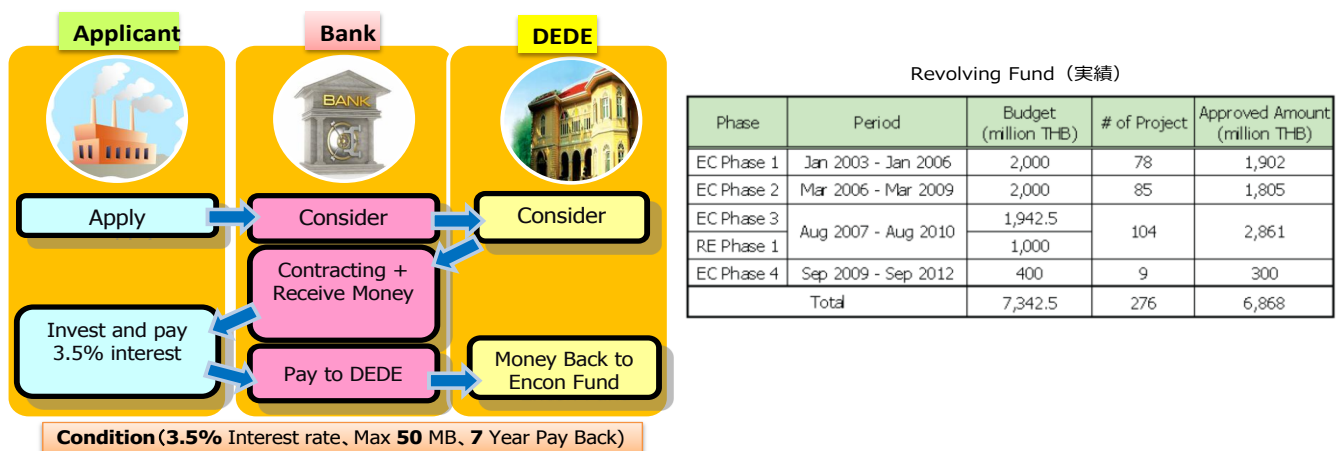 Applicant
Bank
DEDE
BANK
Apply
Consider
Consider
Contracting +
Receive Money
Invest and pay
3.5% interest
Pay to DEDE
Money Back to
Encon Fund
Condition（3.5% Interest rate、Max 50 MB、7 Year Pay Back)
Revolving Fund（実績）
Phase Period Budget (million THB) # of Project Approved Amount (million THB)
EC Phase 1 Jan 2003 - Jan 2006 2,000 78 1,902
EC Phase 2 Mar 2006 - Mar 2009 2,000 85 1,805
EC Phase 3 Aug 2007 - Aug 2010 1,942.5 104 2,861
RE Phase 1 1,000
EC Phase 4 Sep 2009 - Sep 2012 400 9 300
Total 7,342.5 276 6,868